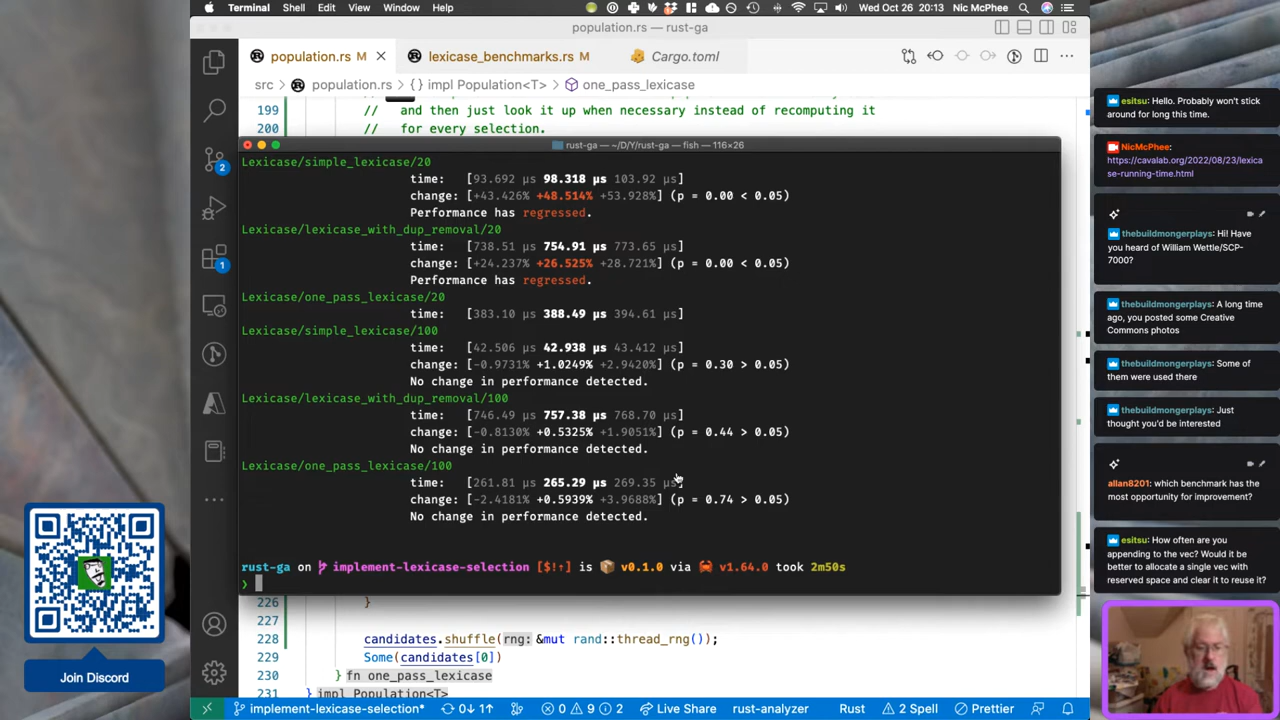 Terminal Shell Edit View Window Help
Wed Oct 26 20:13 Nic McPhee
population.rs — rust-ga
population.rs M lexicase_benchmarks.rs M Cargo.toml
src > population.rs > {} impl Population<T> > one_pass_lexicase
199 // and then just look it up when necessary instead of recomputing it
200 // for every selection.
rust-ga — ~/D/Y/rust-ga — fish — 116×26
Lexicase/simple_lexicase/20
time: [93.692 µs 98.318 µs 103.92 µs]
change: [+43.426% +48.514% +53.928%] (p = 0.00 < 0.05)
Performance has regressed.
Lexicase/lexicase_with_dup_removal/20
time: [738.51 µs 754.91 µs 773.65 µs]
change: [+24.237% +26.525% +28.721%] (p = 0.00 < 0.05)
Performance has regressed.
Lexicase/one_pass_lexicase/20
time: [383.10 µs 388.49 µs 394.61 µs]
Lexicase/simple_lexicase/100
time: [42.506 µs 42.938 µs 43.412 µs]
change: [-0.9731% +1.0249% +2.9420%] (p = 0.30 > 0.05)
No change in performance detected.
Lexicase/lexicase_with_dup_removal/100
time: [746.49 µs 757.38 µs 768.70 µs]
change: [-0.8130% +0.5325% +1.9051%] (p = 0.44 > 0.05)
No change in performance detected.
Lexicase/one_pass_lexicase/100
time: [261.81 µs 265.29 µs 269.35 µs]
change: [-2.4181% +0.5939% +3.9688%] (p = 0.74 > 0.05)
No change in performance detected.
rust-ga on implement-lexicase-selection [$!↑] is 📦 v0.1.0 via 🦀 v1.64.0 took 2m50s
❯
226 }
227
228 candidates.shuffle(rng: &mut rand::thread_rng());
229 Some(candidates[0])
230 } fn one_pass_lexicase
231 } impl Population<T>
implement-lexicase-selection* 0↓ 1↑ 0 9 2 Live Share rust-analyzer Rust 2 Spell Prettier
2
1
Join Discord
esitsu: Hello. Probably won't stick
around for long this time.
NicMcPhee:
https://cavalab.org/2022/08/23/lexica
se-running-time.html
thebuildmongerplays: Hi! Have
you heard of William Wettle/SCP-
7000?
thebuildmongerplays: A long time
ago, you posted some Creative
Commons photos
thebuildmongerplays: Some of
them were used there
thebuildmongerplays: Just
thought you'd be interested
allan8201: which benchmark has the
most opportunity for improvement?
esitsu: How often are you
appending to the vec? Would it be
better to allocate a single vec with
reserved space and clear it to reuse it?